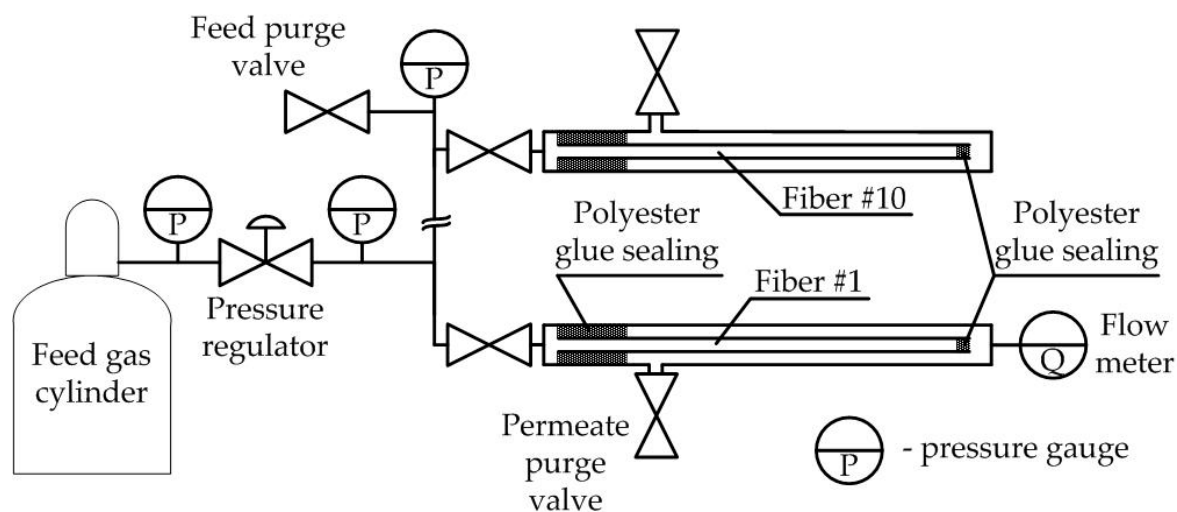 Feed purge
valve
P
P
P
Fiber #10
Polyester
glue sealing
Polyester
glue sealing
Fiber #1
Pressure
regulator
Feed gas
cylinder
Flow
meter
Q
Permeate
purge
valve
P
- pressure gauge